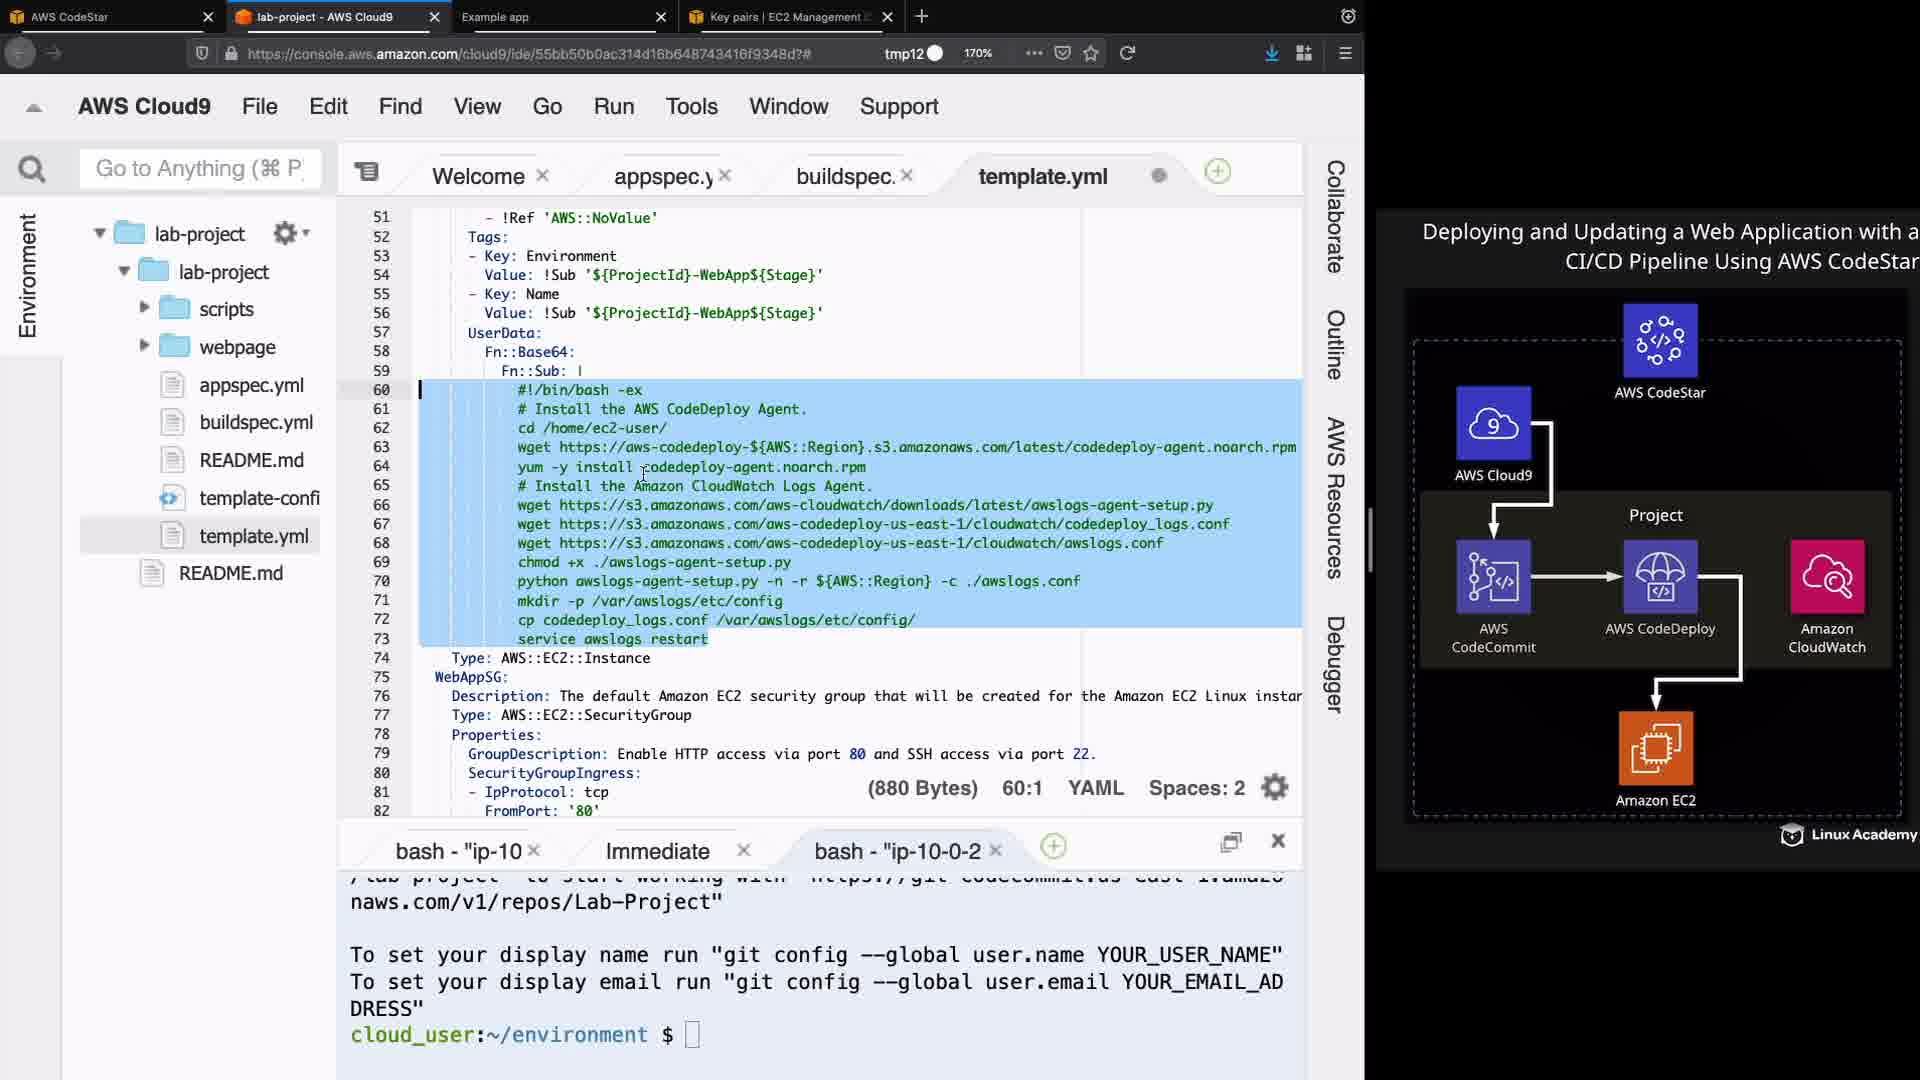 AWS CodeStar
lab-project - AWS Cloud9
Example app
Key pairs | EC2 Management
https://console.aws.amazon.com/cloud9/ide/55bb50b0ac314d16b648743416f9348d?#
tmp12
170%
AWS Cloud9 File Edit Find View Go Run Tools Window Support
Go to Anything (⌘ P)
Welcome
appspec.y
buildspec.
template.yml
Environment
lab-project
lab-project
scripts
webpage
appspec.yml
buildspec.yml
README.md
template-confi
template.yml
README.md
51 - !Ref 'AWS::NoValue'
52 Tags:
53 - Key: Environment
54 Value: !Sub '${ProjectId}-WebApp${Stage}'
55 - Key: Name
56 Value: !Sub '${ProjectId}-WebApp${Stage}'
57 UserData:
58 Fn::Base64:
59 Fn::Sub: |
60 #!/bin/bash -ex
61 # Install the AWS CodeDeploy Agent.
62 cd /home/ec2-user/
63 wget https://aws-codedeploy-${AWS::Region}.s3.amazonaws.com/latest/codedeploy-agent.noarch.rpm
64 yum -y install codedeploy-agent.noarch.rpm
65 # Install the Amazon CloudWatch Logs Agent.
66 wget https://s3.amazonaws.com/aws-cloudwatch/downloads/latest/awslogs-agent-setup.py
67 wget https://s3.amazonaws.com/aws-codedeploy-us-east-1/cloudwatch/codedeploy_logs.conf
68 wget https://s3.amazonaws.com/aws-codedeploy-us-east-1/cloudwatch/awslogs.conf
69 chmod +x ./awslogs-agent-setup.py
70 python awslogs-agent-setup.py -n -r ${AWS::Region} -c ./awslogs.conf
71 mkdir -p /var/awslogs/etc/config
72 cp codedeploy_logs.conf /var/awslogs/etc/config/
73 service awslogs restart
74 Type: AWS::EC2::Instance
75 WebAppSG:
76 Description: The default Amazon EC2 security group that will be created for the Amazon EC2 Linux instan
77 Type: AWS::EC2::SecurityGroup
78 Properties:
79 GroupDescription: Enable HTTP access via port 80 and SSH access via port 22.
80 SecurityGroupIngress:
81 - IpProtocol: tcp
82 FromPort: '80'
(880 Bytes) 60:1 YAML Spaces: 2
Collaborate
Outline
AWS Resources
Debugger
bash - "ip-10
Immediate
bash - "ip-10-0-2
/lab-project" to start working with "https://git-codecommit.us-east-1.amazo
naws.com/v1/repos/Lab-Project"
To set your display name run "git config --global user.name YOUR_USER_NAME"
To set your display email run "git config --global user.email YOUR_EMAIL_AD
DRESS"
cloud_user:~/environment $
Deploying and Updating a Web Application with a
CI/CD Pipeline Using AWS CodeStar
AWS CodeStar
9
AWS Cloud9
Project
AWS
CodeCommit
AWS CodeDeploy
Amazon
CloudWatch
Amazon EC2
Linux Academy